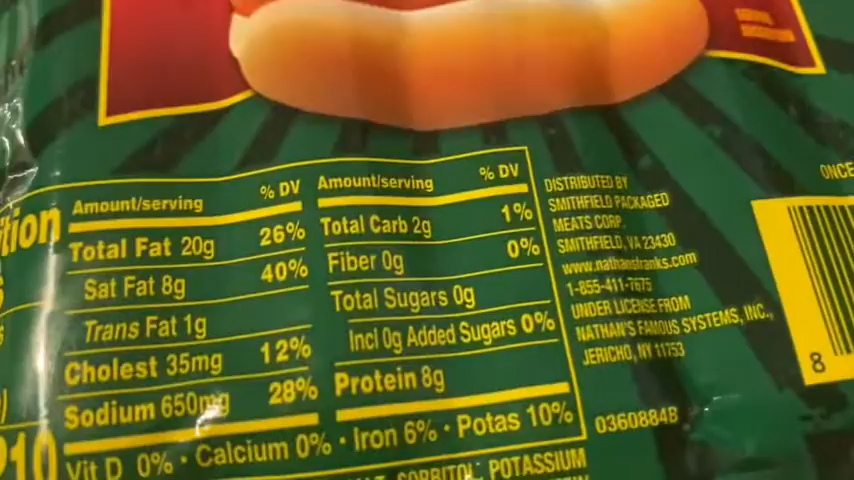 ition
Amount/serving % DV
Total Fat 20g 26%
Sat Fat 8g 40%
Trans Fat 1g
Cholest 35mg 12%
Sodium 650mg 28%
Amount/serving % DV
Total Carb 2g 1%
Fiber 0g 0%
Total Sugars 0g
Incl 0g Added Sugars 0%
Protein 8g
Vit D 0% • Calcium 0% • Iron 6% • Potas 10%
SORBITOL, POTASSIUM
DISTRIBUTED BY
SMITHFIELD PACKAGED
MEATS CORP.
SMITHFIELD, VA 23430
www.nathansfranks.com
1-855-411-7675
UNDER LICENSE FROM
NATHAN'S FAMOUS SYSTEMS, INC.,
JERICHO, NY 11753
0360884B
ONCE
8